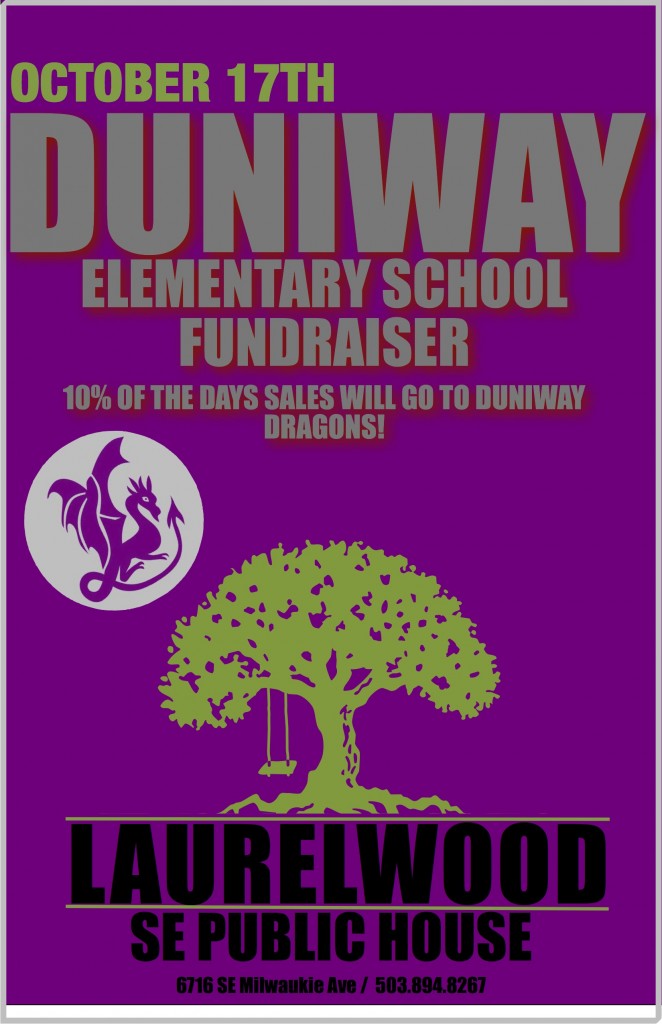 OCTOBER 17TH
DUNIWAY
ELEMENTARY SCHOOL
FUNDRAISER
10% OF THE DAYS SALES WILL GO TO DUNIWAY
DRAGONS!
LAURELWOOD
SE PUBLIC HOUSE
6716 SE Milwaukie Ave / 503.894.8267